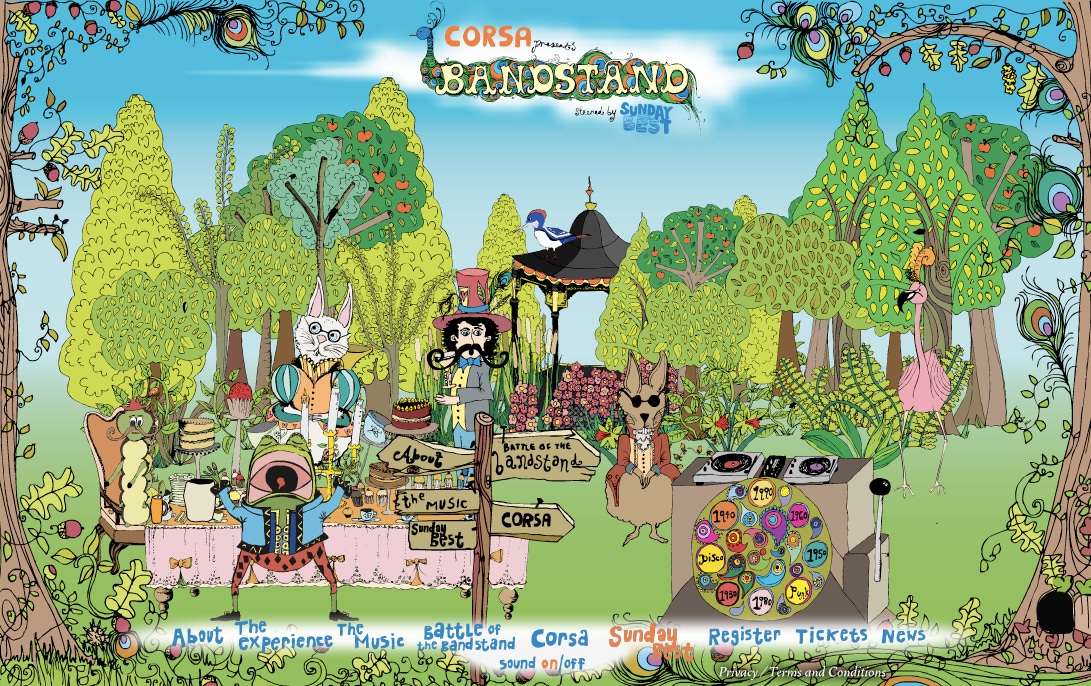 CORSA presents
BANDSTAND
steered by SUNDAY
BEST
About
BATTLE OF THE
bandstand
the MUSIC
CORSA
Sunday
Best
1990
1940
1960
Disco
1950
1930
1980
Punk
About The experience The Music Battle of the Bandstand Corsa Sunday Best Register Tickets News
sound on/off
Privacy / Terms and Conditions